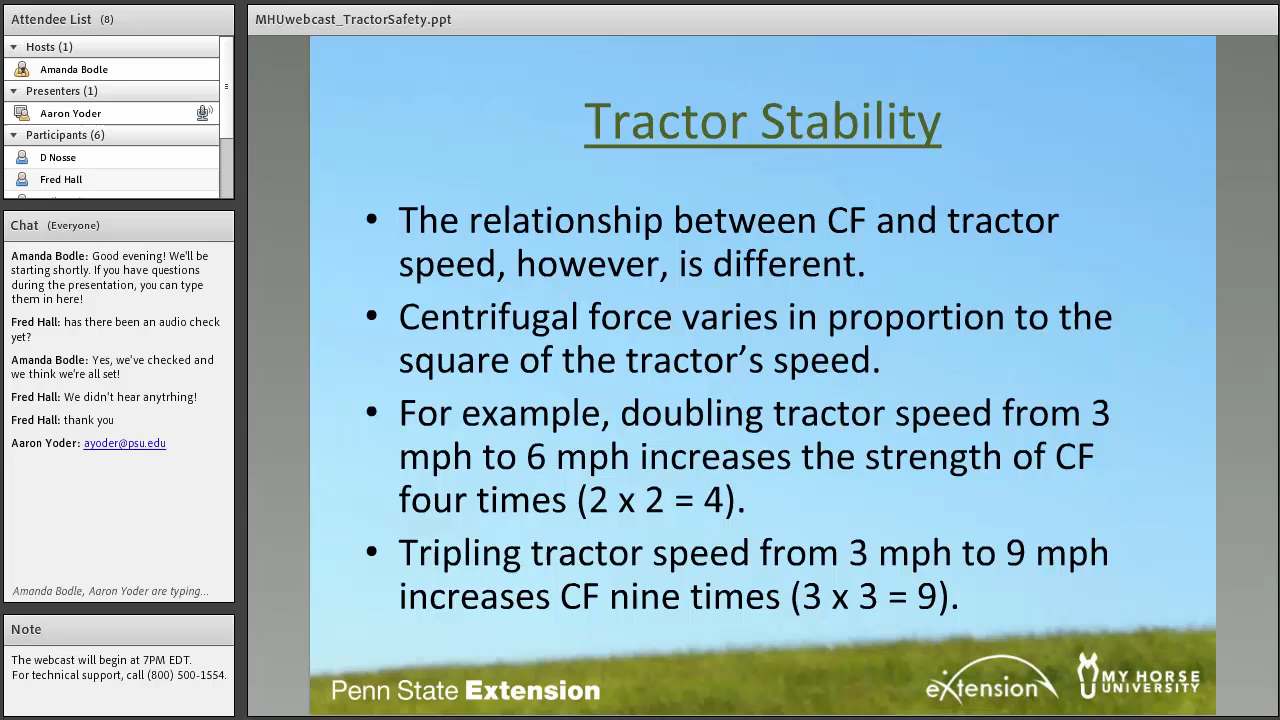 Attendee List (8)
Hosts (1)
Amanda Bodle
Presenters (1)
Aaron Yoder
Participants (6)
D Nosse
Fred Hall
Chat (Everyone)
Amanda Bodle: Good evening! We'll be
starting shortly. If you have questions
during the presentation, you can type
them in here!
Fred Hall: has there been an audio check
yet?
Amanda Bodle: Yes, we've checked and
we think we're all set!
Fred Hall: We didn't hear anytrhing!
Fred Hall: thank you
Aaron Yoder: ayoder@psu.edu
Amanda Bodle, Aaron Yoder are typing...
Note
The webcast will begin at 7PM EDT.
For technical support, call (800) 500-1554.
MHUwebcast_TractorSafety.ppt
Tractor Stability
• The relationship between CF and tractor
speed, however, is different.
• Centrifugal force varies in proportion to the
square of the tractor’s speed.
• For example, doubling tractor speed from 3
mph to 6 mph increases the strength of CF
four times (2 x 2 = 4).
• Tripling tractor speed from 3 mph to 9 mph
increases CF nine times (3 x 3 = 9).
Penn State Extension
eXtension
MY HORSE
UNIVERSITY